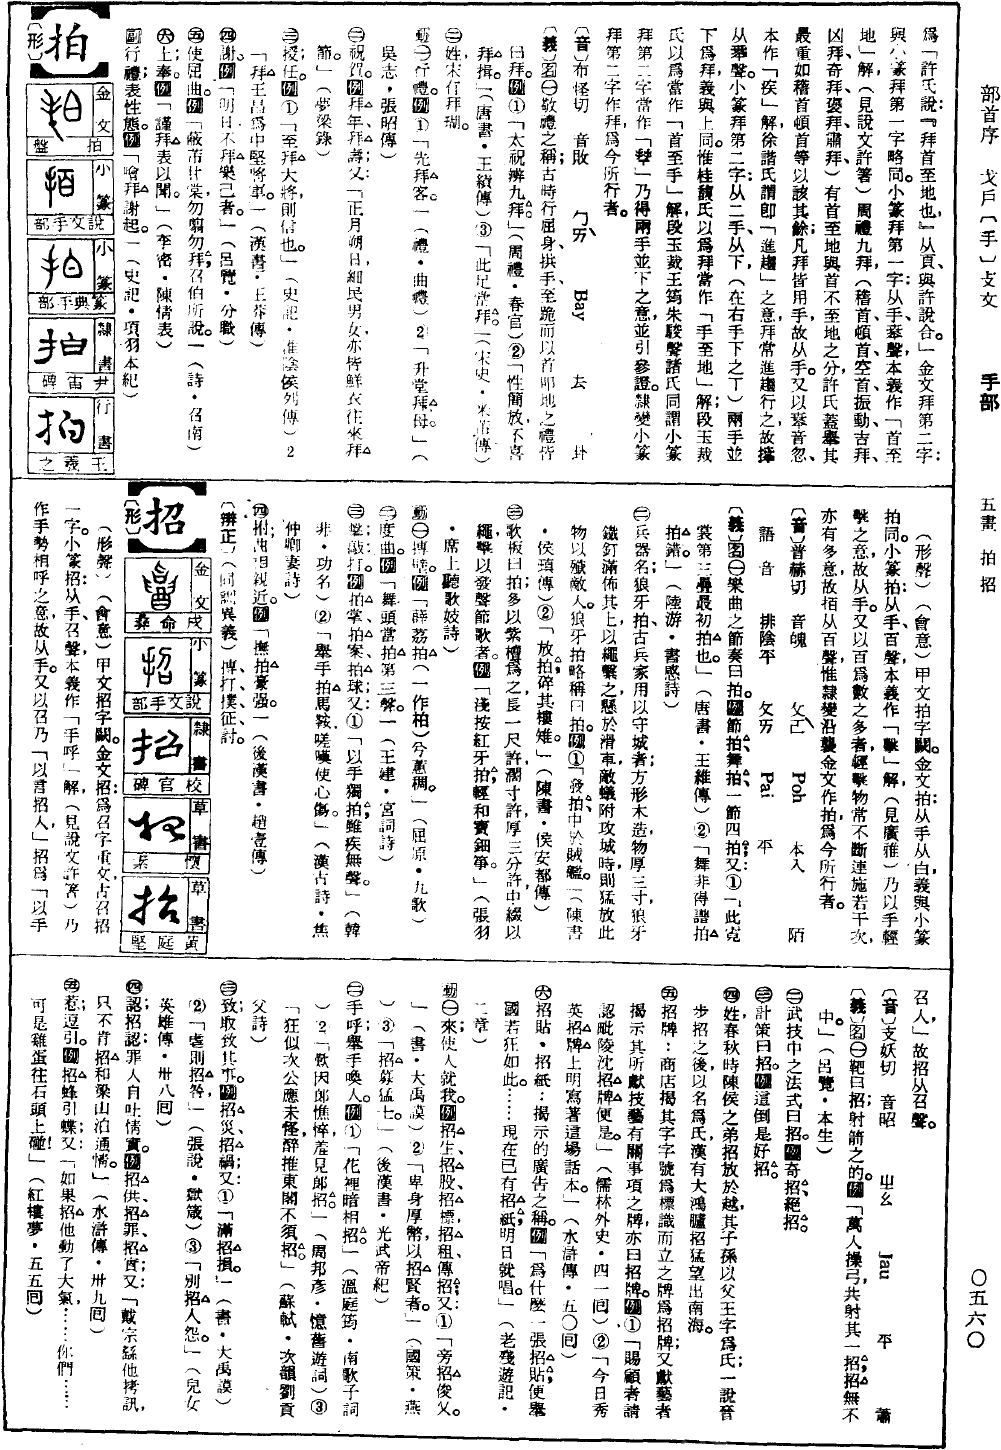 部首序　戈戶〔手〕支文　手部　五畫　拍招　〇五六〇
為「許氏說：『拜首至地也』從頁與許說合。」金文拜第二字：
與小篆拜第一字略同。小篆拜第一字：从手、𠦪聲，本義作「首至
地」解（見說文許箸）周禮九拜（稽首、頓首、空首、振動、吉拜、
凶拜、奇拜、褒拜、肅拜）有首至地與首不至地之分，許氏蓋舉其
最重如稽首頓首等以該其餘，凡拜皆用手，故从手。又以𠦪音忽，
本作「疾」解，徐鍇氏謂即「進趨」之意，拜常進趨行之，故𢷎
从𠦪聲。小篆拜第二字：从二手、从下，（在右手下之丅）兩手並
下為拜，義與上同。惟桂馥氏以為拜當作「手至地」解，段玉裁
氏以為當作「首至手」解，段玉裁王筠朱駿聲諸氏同謂小篆
拜第二字當作「𢫶」乃得兩手並下之意，並引參證。隸變小篆
拜第二字作拜，為今所行者。
〔音〕布怪切　音敗　ㄅㄞ　Bay　去　卦
〔義〕名㊀敬禮之稱，古時行屈身拱手至跪而以首叩地之禮皆
曰拜。例①「太祝辨九拜」（周禮・春官）②「性簡放，不喜
拜揖。」（唐書・王績傳）③「此足當拜。」（宋史・米芾傳）
㊁姓，宋有拜瑚。
動㊀行禮。例①「先拜客。」（禮・曲禮）2「升堂拜母。」（
吳志・張昭傳）
㊁祝賀。例拜年、拜壽；又「正月朔日，細民男女亦皆鮮衣往來拜
節。」（夢粱錄）
㊂授任。例①「至拜大將，則信也。」（史記・淮陰侯列傳）2
「拜王昌為中堅將軍。」（漢書・王莽傳）
㊃謝。例「明日不拜樂己者。」（呂覽・分職）
㊄使屈曲。例「蔽芾甘棠，勿翦勿拜，召伯所說。」（詩・召南）
㊅上奉。例「謹拜表以聞。」（李密・陳情表）
副行禮；表性態。例「噲拜謝，起。」（史記・項羽本紀）
拍〔形〕
金文　拍盤
小篆　說文手部
小篆　篆典手部
隸書　尹宙碑
行書　王羲之
（形聲）（會意）甲文拍字闕。金文拍：从手从白，義與小篆
拍同。小篆拍：从手、百聲，本義作「擊」解（見廣雅）乃以手輕
擊之意，故从手。又以百為數之多者，輕擊物常不斷連施若干次，
亦有多意，故拍从百聲，惟隸變沿襲金文作拍，為今所行者。
〔音〕普赫切　音魄　ㄆㄛˋ　Poh　本入　陌
語音　排陰平　ㄆㄞ　Pai　平
〔義〕名㊀樂曲之節奏曰拍。例節拍、舞拍、一節四拍；又：①「此霓
裳第三疊最初拍也。」（唐書・王維傳）②「舞非得譜拍
拍錯。」（陸游・書感詩）
㊁兵器名，狼牙拍，古兵家用以守城者；方形，木造，物厚三寸，狼牙
鐵釘滿佈其上，以繩繫之懸於滑車，敵蟻附攻城時則猛放此
物以殲敵人。狼牙拍略稱曰拍。例①「發拍中於賊艦。」（陳書
・侯瑱傳）②「放拍碎其樓雉。」（陳書・侯安都傳）
㊂歌板曰拍；多以紫檀為之，長一尺許，濶寸許，厚三分許，中綴以
繩，擊以發聲節歌者。例「淺按紅牙拍，輕和寶鈿箏。」（張羽
・席上聽歌妓詩）
動㊀搏壁。例「薜荔拍（一作柏）兮蕙綢。」（屈原・九歌）
㊁度曲。例「舞頭當拍第三聲。」（王建・宮詞詩）
㊂擊；敲；打。例拍掌、拍案、拍球；又①「以手獨拍，雖疾無聲。」（韓
非・功名）②「舉手拍馬鞍，嗟嘆使心傷。」（漢古詩・焦
仲卿妻詩）
㊃拊；曲相親近。例「撫拍豪强。」（後漢書・趙壹傳）
〔辨正〕（同訓異義）搏、打、撲、征、討。
招〔形〕
金文　戍命彝
小篆　說文手部
隸書　校官碑
草書　懷素
草書　黃庭堅
（形聲）（會意）甲文招字闕。金文招：為召字重文，古召招
一字。小篆招：从手、召聲，本義作「手呼」解（見說文許箸）乃
作手勢相呼之意，故从手。又以召乃「以言招人」，招為「以手
召人」，故招从召聲。
〔音〕支妖切　音昭　ㄓㄠ　Jau　平　蕭
〔義〕名㊀靶曰招；射箭之的。例「萬人操弓，共射其一招，招無不
中。」（呂覽・本生）
㊁武技中之法式曰招。例奇招、絕招。
㊂計策曰招。例這倒是好招。
㊃姓，春秋時陳侯之弟招放於越，其子孫以父王字為氏；一說晉
步招之後，以名為氏，漢有大鴻臚招猛，望出南海。
㊄招牌：商店揭其字字號為標識而立之牌為招牌；又獻藝者
揭示其所獻技藝有關事項之牌亦曰招牌。例①「賜顧者請
認毗陵沈招牌便是。」（儒林外史・四一回）②「今日秀
英招牌上明寫著這場話本。」（水滸傳・五〇回）
㊅招貼・招紙：揭示的廣告之稱。例「為什麼一張招貼，便舉
國若狂如此。……現在已有招紙，明日就唱。」（老殘遊記・
二章）
動㊀來；使人就我。例招生、招股、招標、招租、傳招；又①「旁招俊乂。
」（書・大禹謨）②「卑身厚幣以招賢者。」（國策・燕
）③「招募猛士。」（後漢書・光武帝紀）
㊁手呼；舉手喚人。例①「花裡暗相招」（溫庭筠・南歌子詞
）2「歎因郎憔悴，羞見郎招。」（周邦彥・憶舊遊詞）③
「狂似次公應未怪，醉推東閣不須招。」（蘇軾・次韻劉貢
父詩）
㊂致；取；致其事。例招災、招禍；又①「滿招損。」（書・大禹謨）
②「虐則招咎。」（張說・獄箴）③「別招人怨。」（兒女
英雄傳・卅八回）
㊃認招；認罪人自吐情實。例招供、招罪、招實；又「戴宗繇他拷訊，
只不肯招和梁山泊通情。」（水滸傳・卅九回）
㊄惹；逗；引。例招蜂引蝶；又「如果招他動了大氣，……你們……
可是雞蛋往石頭上碰！」（紅樓夢・五五回）